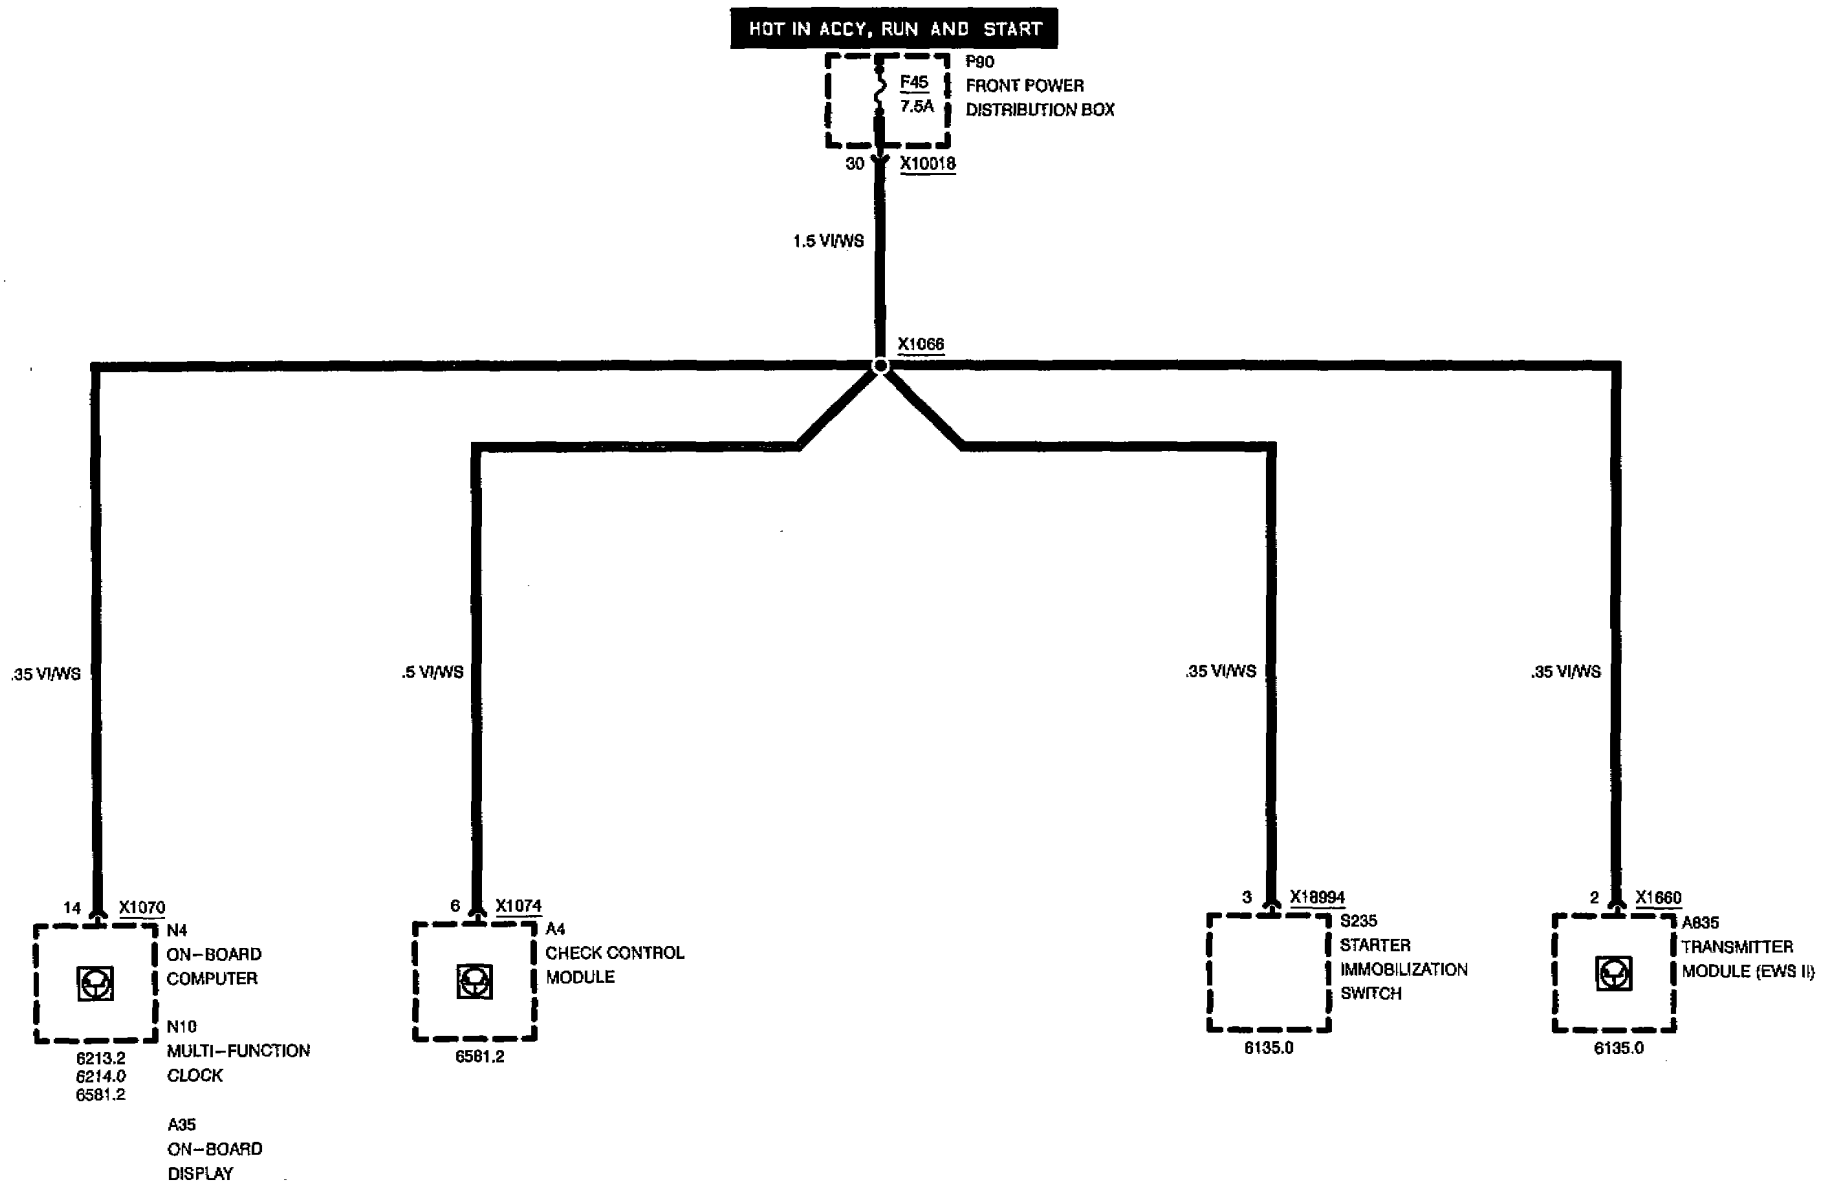 HOT IN ACCY, RUN AND START
P90
FRONT POWER
DISTRIBUTION BOX
F45
7.5A
30
X10018
1.5 VI/WS
X1066
.35 VI/WS
.5 VI/WS
.35 VI/WS
.35 VI/WS
14
X1070
N4
ON-BOARD
COMPUTER
N10
MULTI-FUNCTION
CLOCK
A35
ON-BOARD
DISPLAY
6213.2
6214.0
6581.2
6
X1074
A4
CHECK CONTROL
MODULE
6581.2
3
X18994
S235
STARTER
IMMOBILIZATION
SWITCH
6135.0
2
X1660
A835
TRANSMITTER
MODULE (EWS II)
6135.0